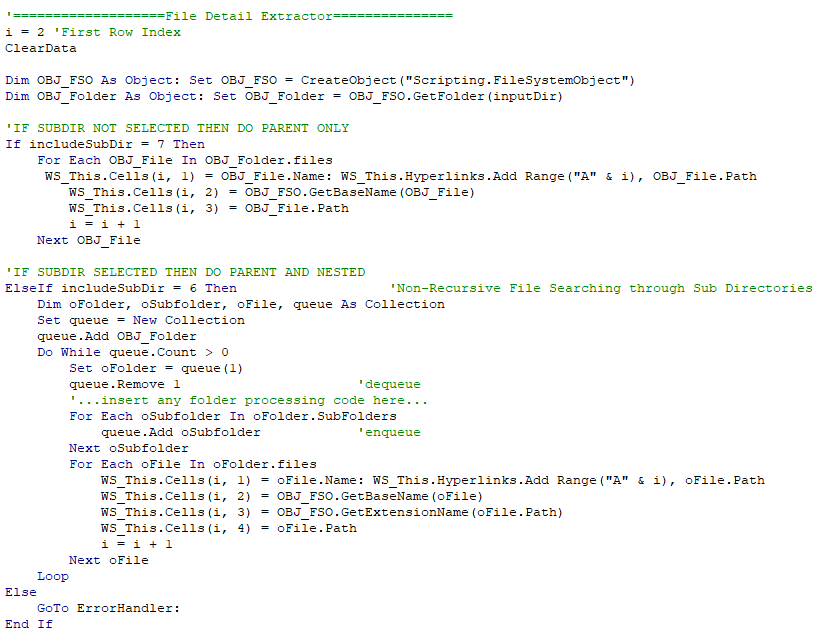 '===================File Detail Extractor===============
i = 2 'First Row Index
ClearData

Dim OBJ_FSO As Object: Set OBJ_FSO = CreateObject("Scripting.FileSystemObject")
Dim OBJ_Folder As Object: Set OBJ_Folder = OBJ_FSO.GetFolder(inputDir)

'IF SUBDIR NOT SELECTED THEN DO PARENT ONLY
If includeSubDir = 7 Then
    For Each OBJ_File In OBJ_Folder.files
     WS_This.Cells(i, 1) = OBJ_File.Name: WS_This.Hyperlinks.Add Range("A" & i), OBJ_File.Path
        WS_This.Cells(i, 2) = OBJ_FSO.GetBaseName(OBJ_File)
        WS_This.Cells(i, 3) = OBJ_File.Path
        i = i + 1
    Next OBJ_File

'IF SUBDIR SELECTED THEN DO PARENT AND NESTED
ElseIf includeSubDir = 6 Then                   'Non-Recursive File Searching through Sub Directories
    Dim oFolder, oSubfolder, oFile, queue As Collection
    Set queue = New Collection
    queue.Add OBJ_Folder
    Do While queue.Count > 0
        Set oFolder = queue(1)
        queue.Remove 1                      'dequeue
        '...insert any folder processing code here...
        For Each oSubfolder In oFolder.SubFolders
            queue.Add oSubfolder            'enqueue
        Next oSubfolder
        For Each oFile In oFolder.files
            WS_This.Cells(i, 1) = oFile.Name: WS_This.Hyperlinks.Add Range("A" & i), oFile.Path
            WS_This.Cells(i, 2) = OBJ_FSO.GetBaseName(oFile)
            WS_This.Cells(i, 3) = OBJ_FSO.GetExtensionName(oFile.Path)
            WS_This.Cells(i, 4) = oFile.Path
            i = i + 1
        Next oFile
    Loop
Else
    GoTo ErrorHandler:
End If